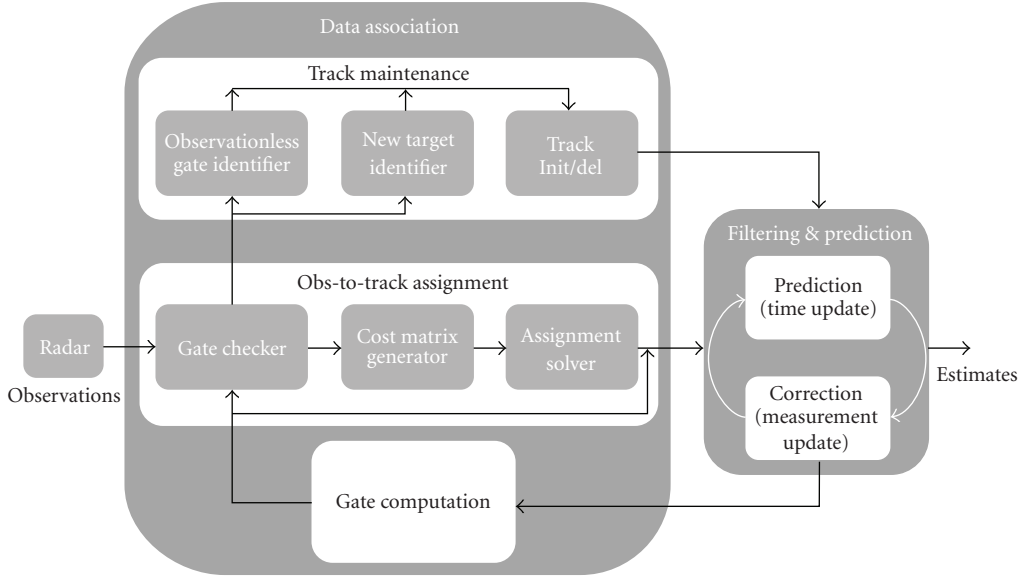 Data association
Track maintenance
Observationless
gate identifier
New target
identifier
Track
Init/del
Filtering & prediction
Prediction
(time update)
Correction
(measurement
update)
Estimates
Obs-to-track assignment
Radar
Observations
Gate checker
Cost matrix
generator
Assignment
solver
Gate computation